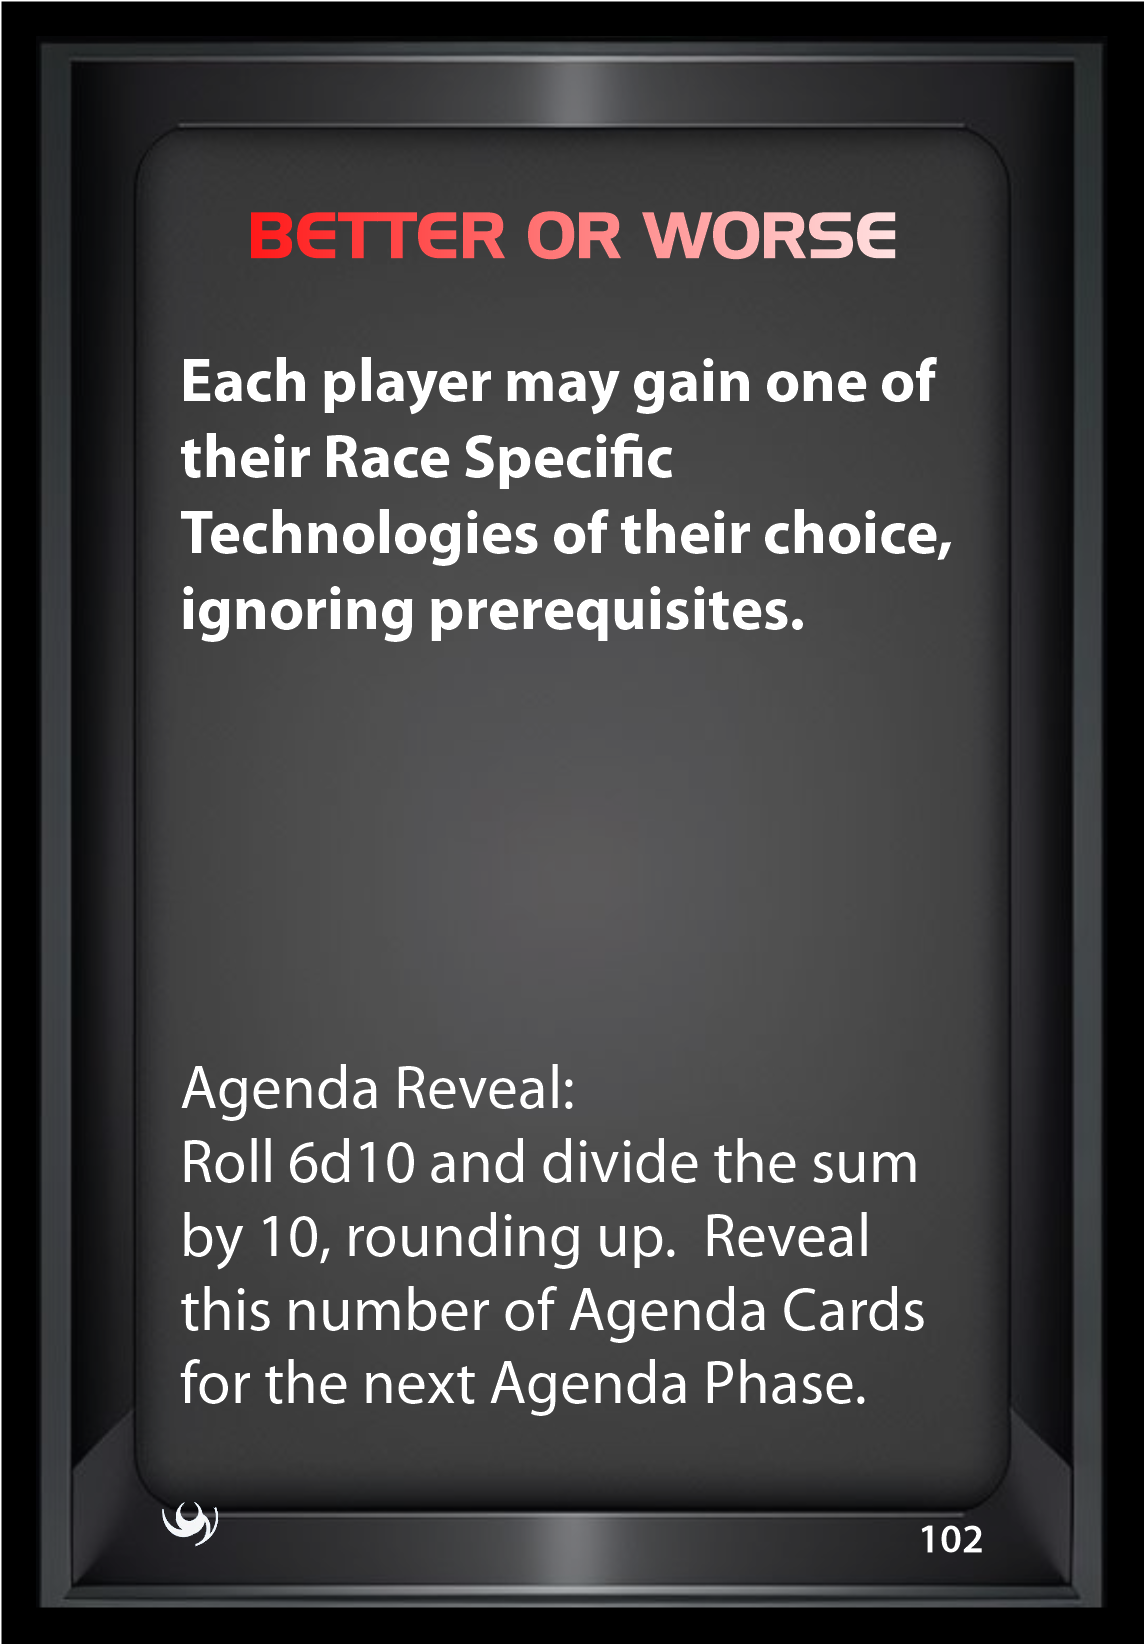 BETTER OR WORSE
Each player may gain one of
their Race Specific
Technologies of their choice,
ignoring prerequisites.
Agenda Reveal:
Roll 6d10 and divide the sum
by 10, rounding up.  Reveal
this number of Agenda Cards
for the next Agenda Phase.
102